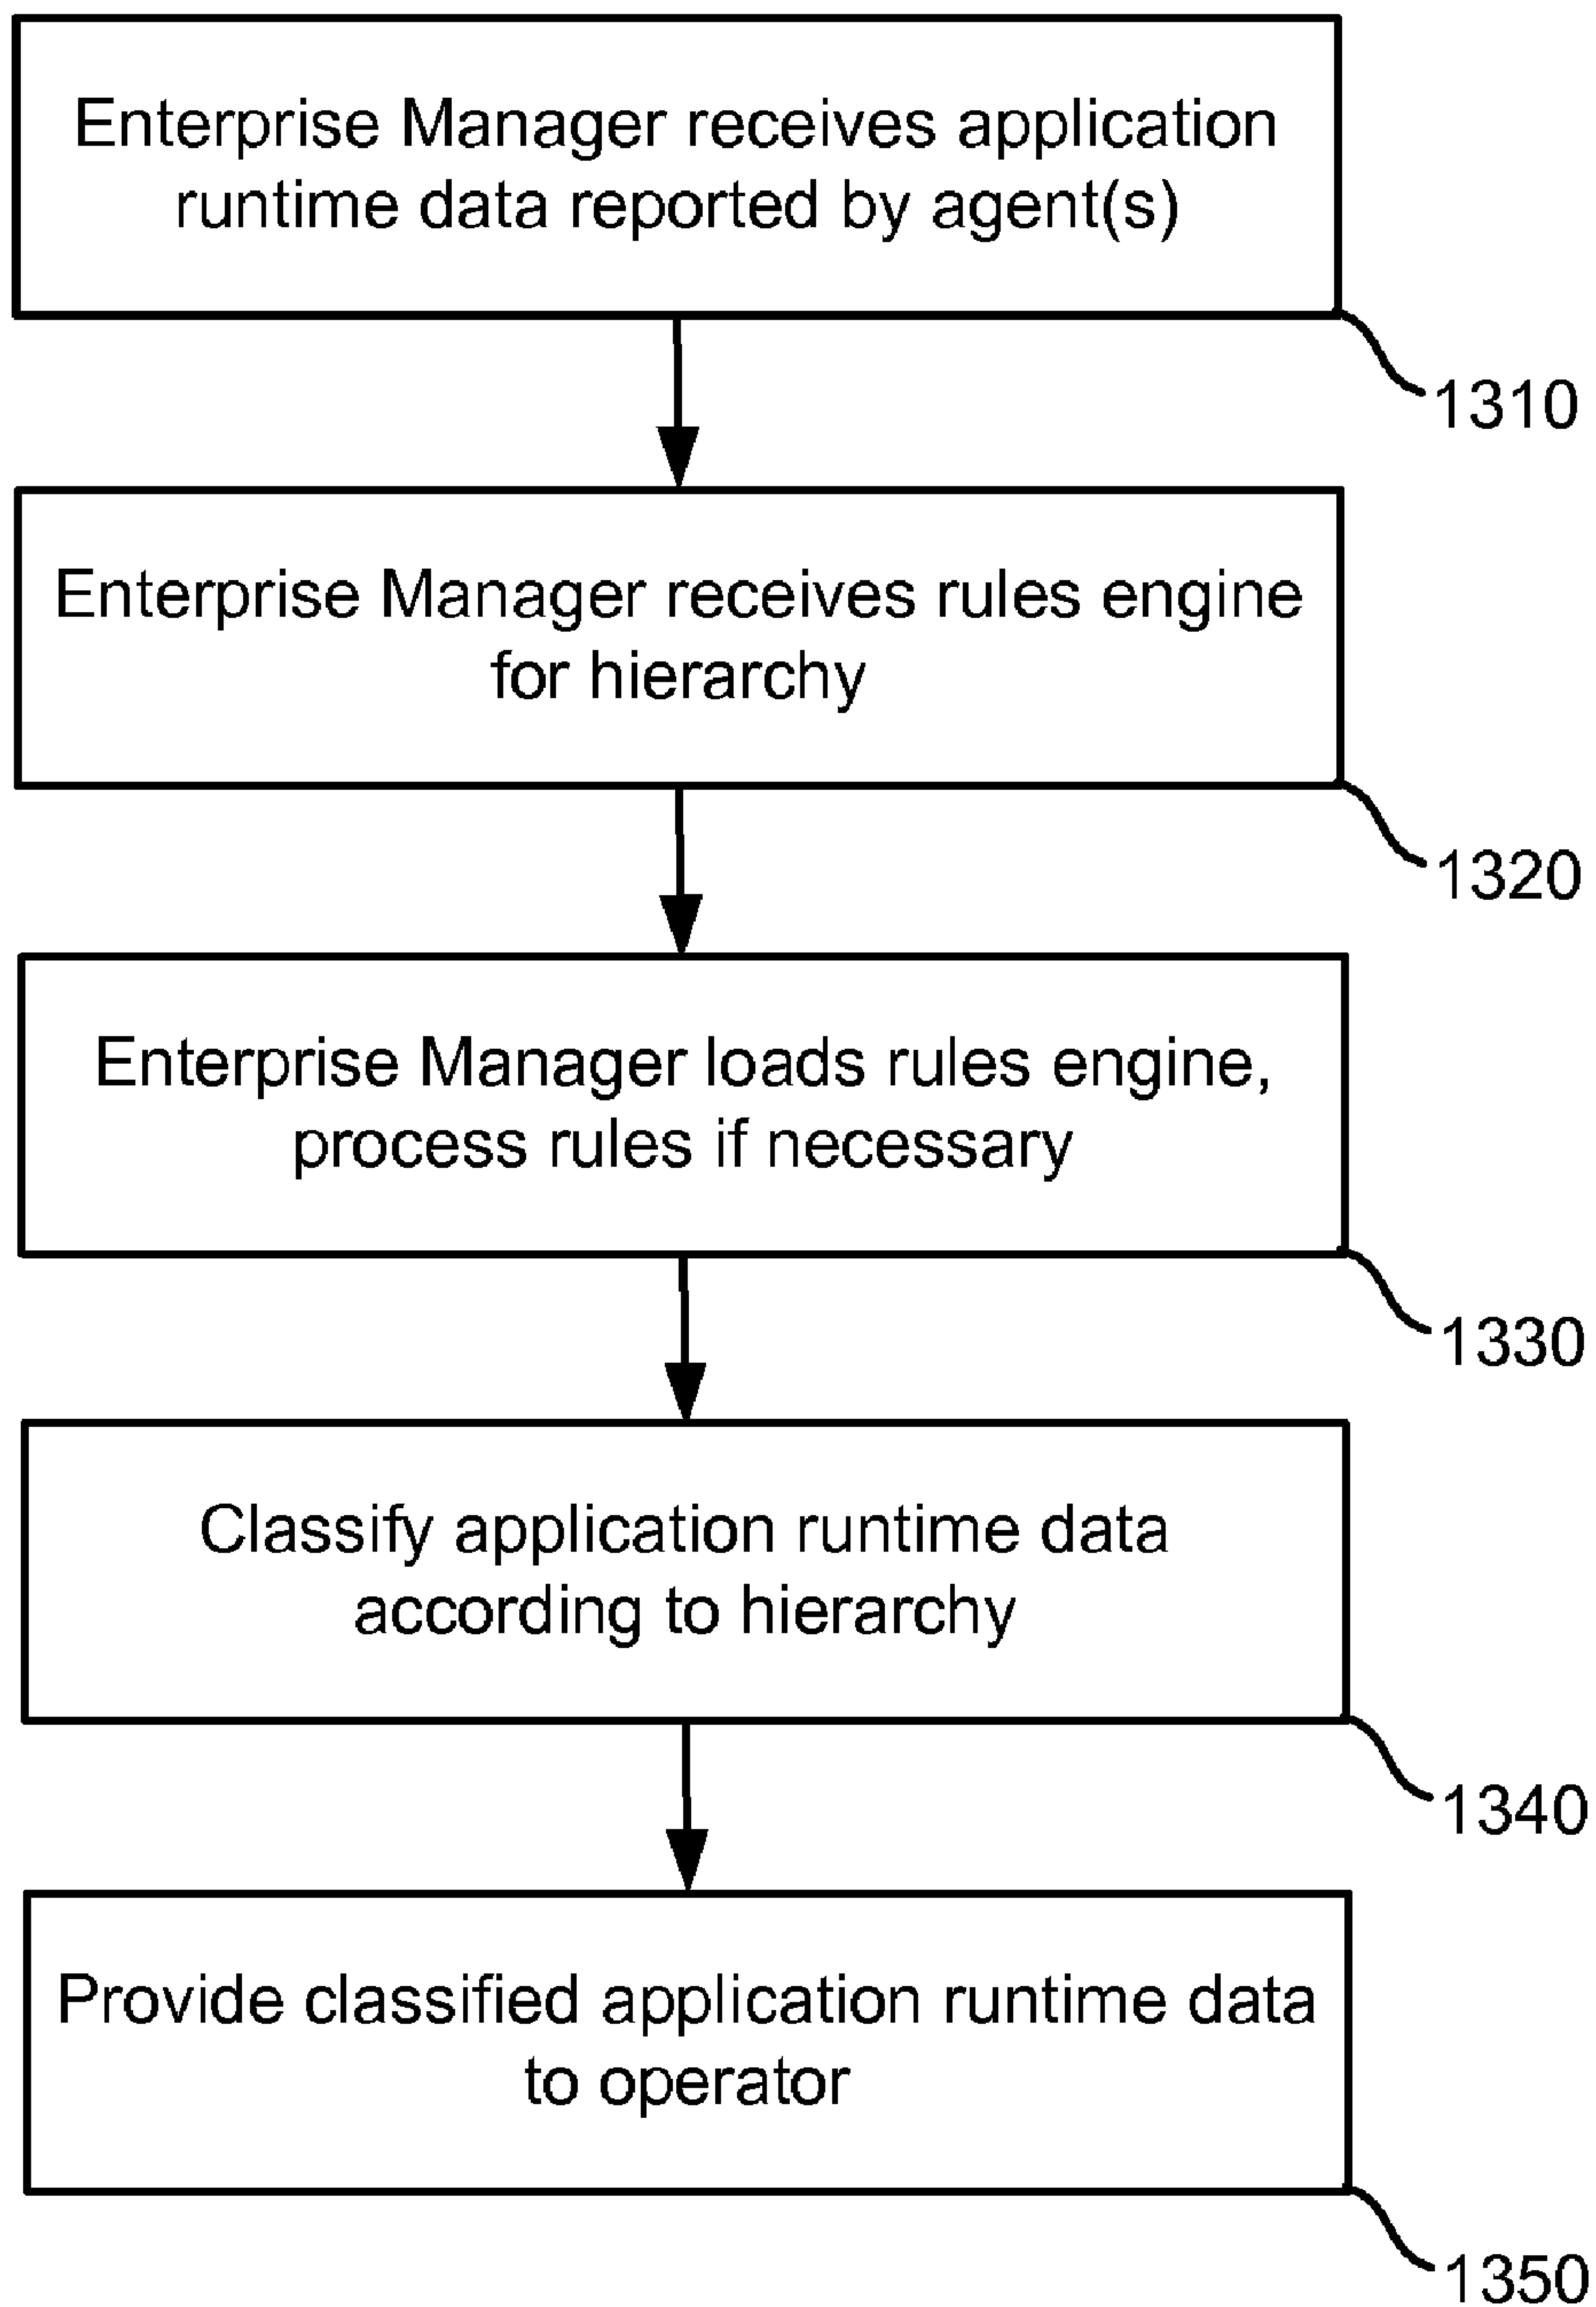 Enterprise Manager receives application
runtime data reported by agent(s)
1310
Enterprise Manager receives rules engine
for hierarchy
1320
Enterprise Manager loads rules engine,
process rules if necessary
1330
Classify application runtime data
according to hierarchy
1340
Provide classified application runtime data
to operator
1350